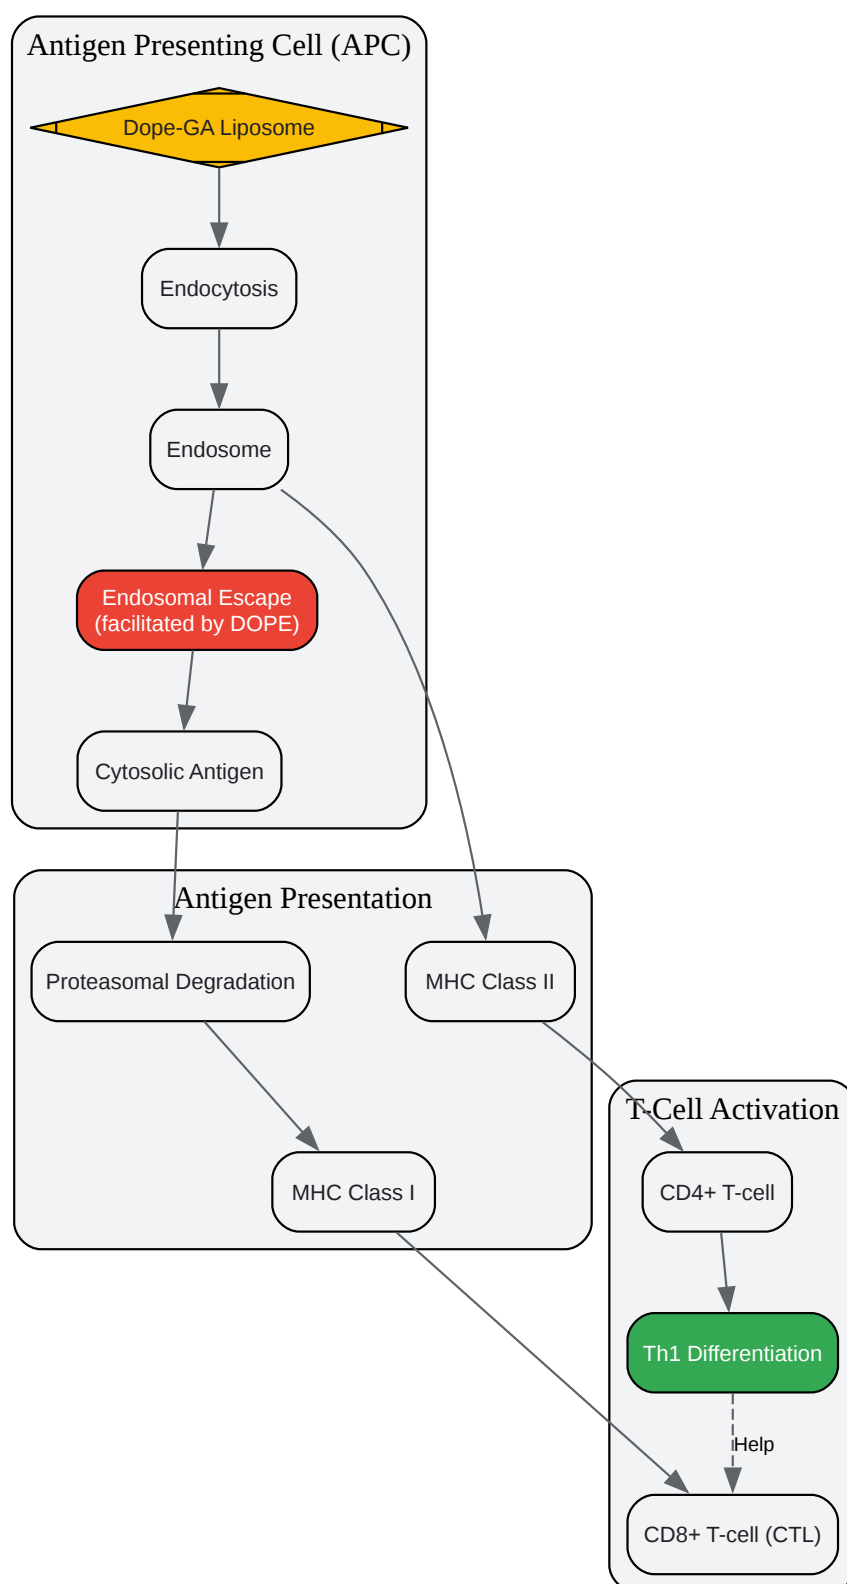 Antigen Presenting Cell (APC)
Dope-GA Liposome
Endocytosis
Endosome
Endosomal Escape
(facilitated by DOPE)
Cytosolic Antigen
Antigen Presentation
Proteasomal Degradation
MHC Class II
MHC Class I
T-Cell Activation
CD4+ T-cell
Th1 Differentiation
Help
CD8+ T-cell (CTL)